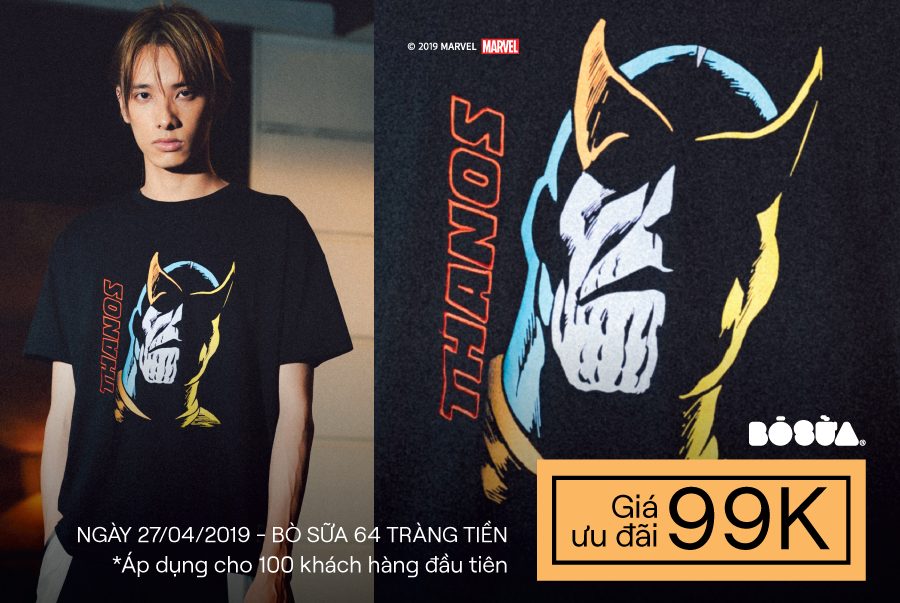 © 2019 MARVEL MARVEL
THANOS
THANOS
BÒSỮA®
Giá
ưu đãi
99K
NGÀY 27/04/2019 - BÒ SỮA 64 TRÀNG TIỀN
*Áp dụng cho 100 khách hàng đầu tiên